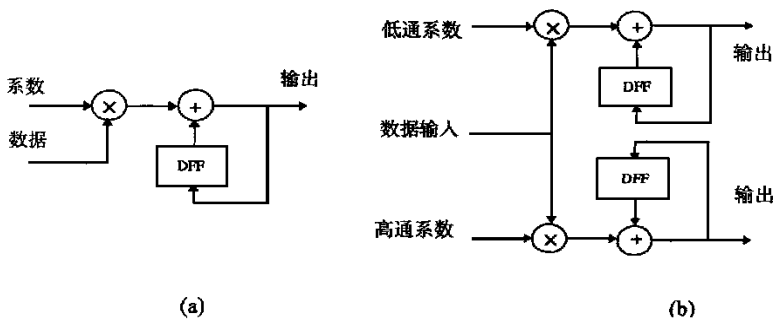 系数
数据
×
+
输出
DFF
(a)
低通系数
×
+
输出
DFF
数据输入
DFF
输出
高通系数
×
+
(b)